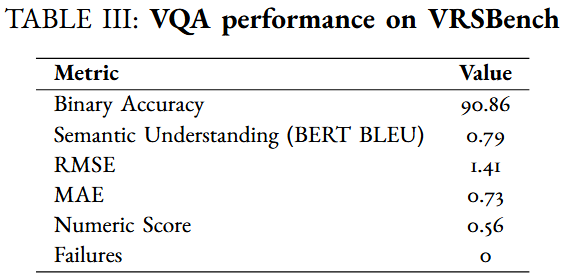 TABLE III: VQA performance on VRSBench
Metric Value
Binary Accuracy 90.86
Semantic Understanding (BERT BLEU) 0.79
RMSE 1.41
MAE 0.73
Numeric Score 0.56
Failures 0